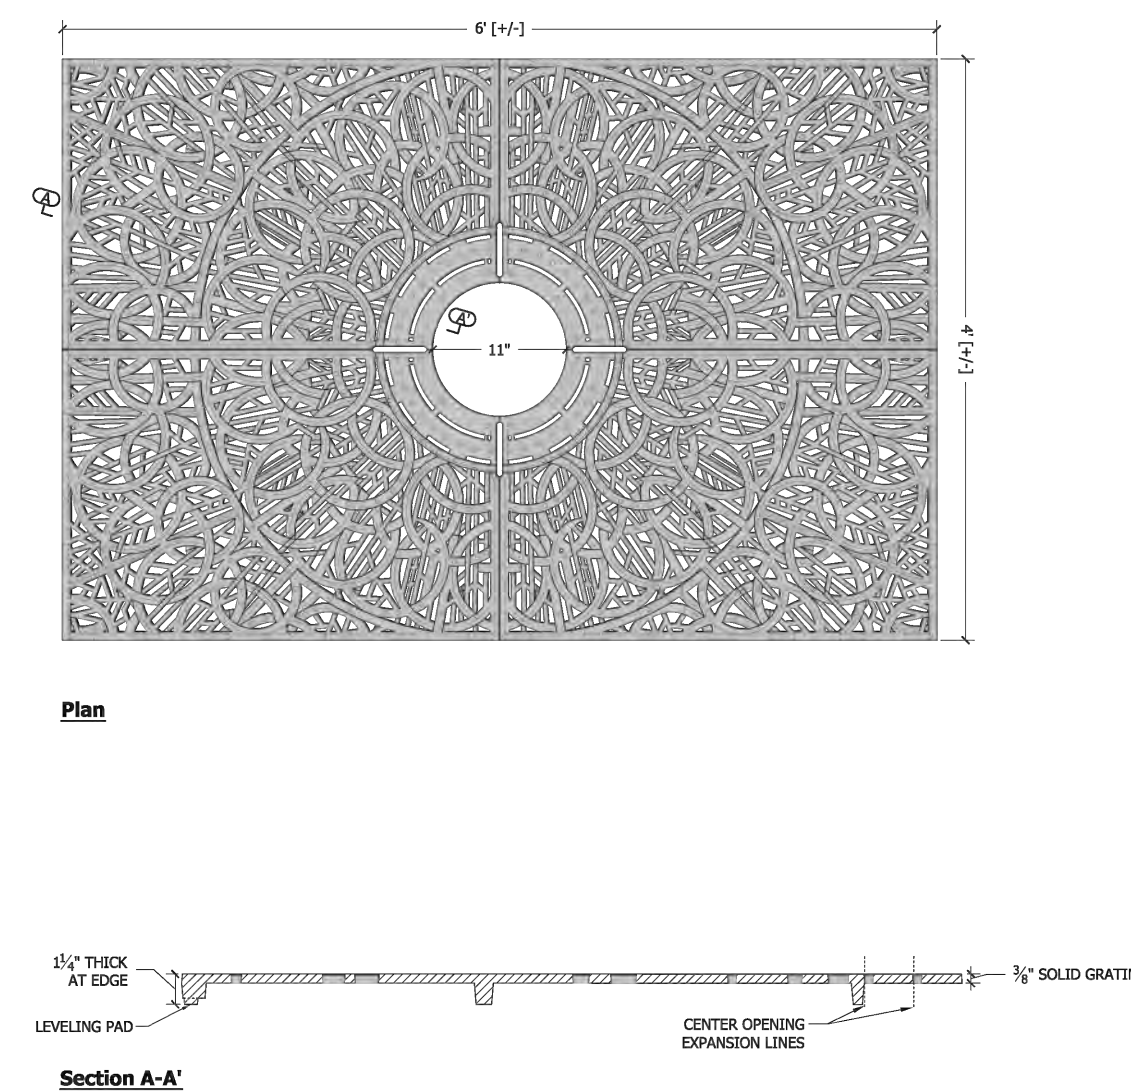 6' [+/-]
A
A'
11"
4' [+/-]
Plan
1¼" THICK
AT EDGE
⅜" SOLID GRATI
LEVELING PAD
CENTER OPENING
EXPANSION LINES
Section A-A'